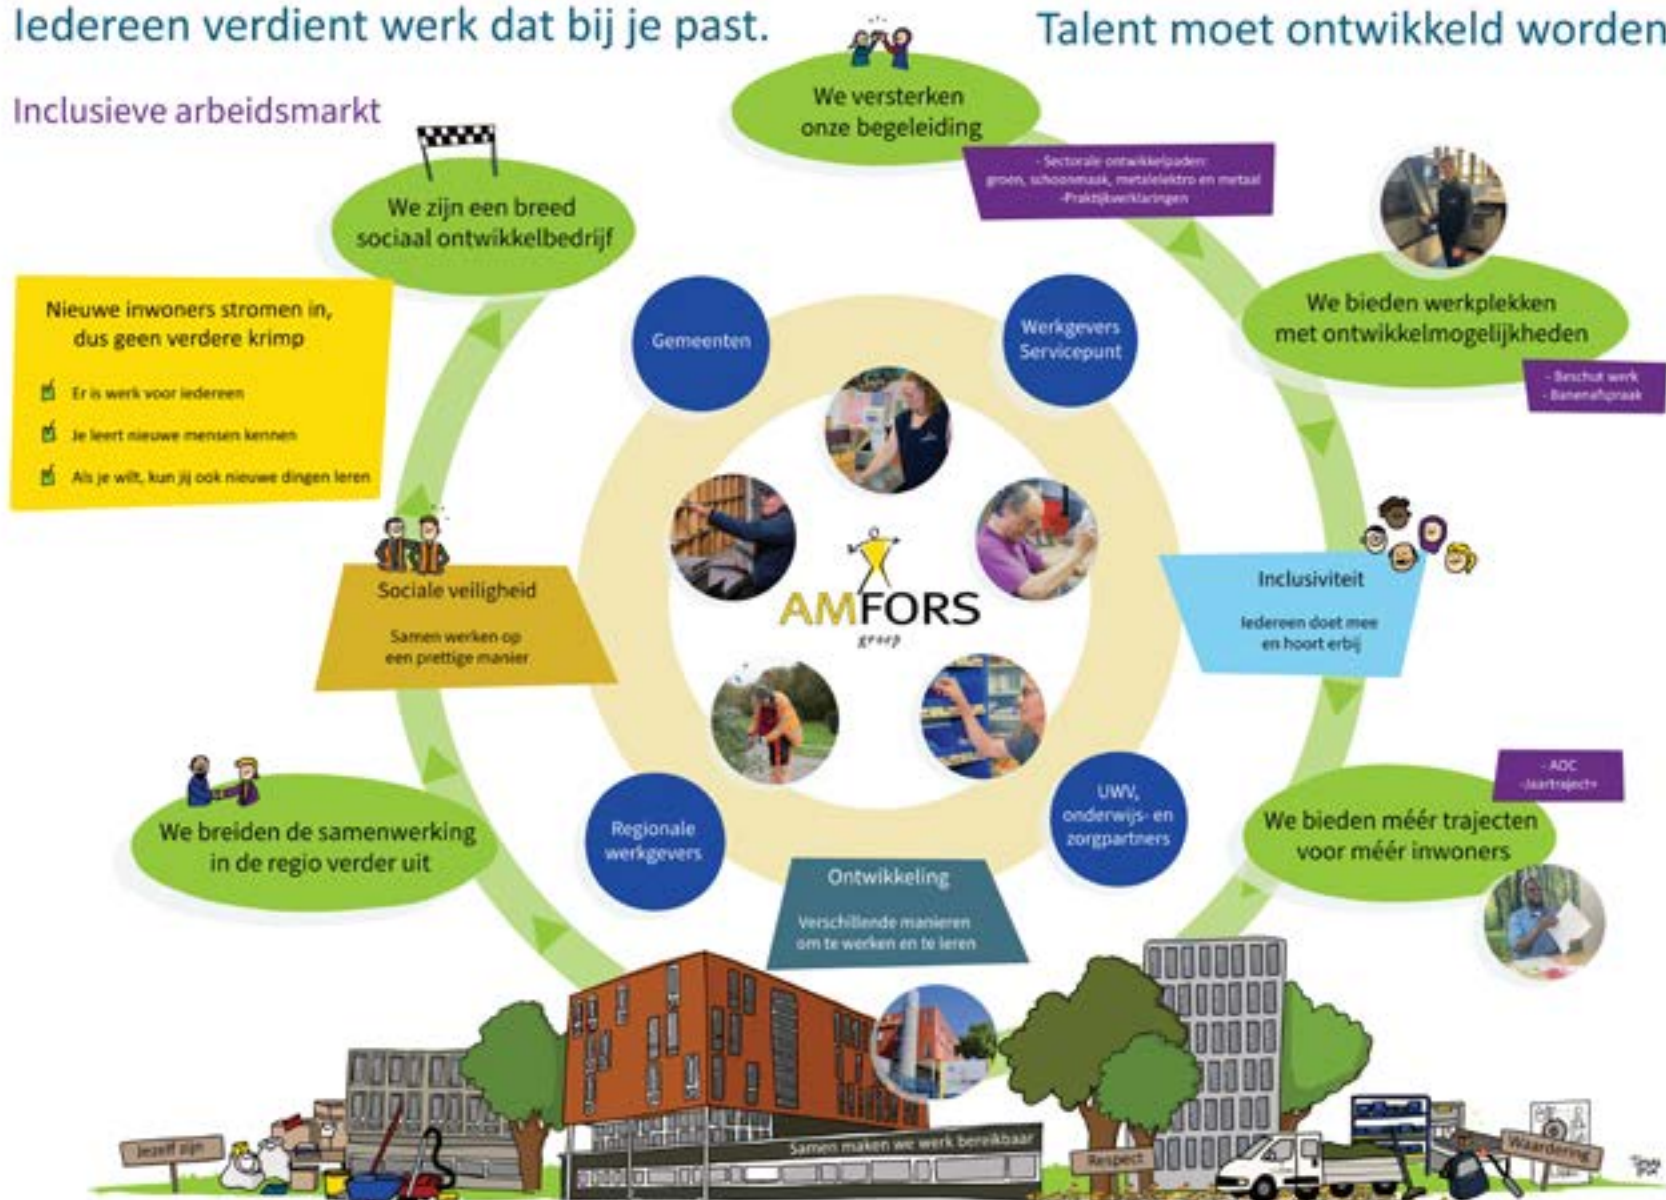 Iedereen verdient werk dat bij je past.
Talent moet ontwikkeld worden
Inclusieve arbeidsmarkt
We versterken
onze begeleiding
- Sectorale ontwikkelpaden:
groen, schoonmaak, metalelektro en metaal
-Praktijkverklaringen
We zijn een breed
sociaal ontwikkelbedrijf
We bieden werkplekken
met ontwikkelmogelijkheden
- Beschut werk
- Banenafspraak
Nieuwe inwoners stromen in,
dus geen verdere krimp
Er is werk voor iedereen
Je leert nieuwe mensen kennen
Als je wilt, kun jij ook nieuwe dingen leren
Gemeenten
Werkgevers
Servicepunt
AMFORS
groep
Sociale veiligheid
Samen werken op
een prettige manier
Inclusiviteit
Iedereen doet mee
en hoort erbij
We breiden de samenwerking
in de regio verder uit
Regionale
werkgevers
UWV,
onderwijs- en
zorgpartners
- AOC
-Jaartraject+
We bieden méér trajecten
voor méér inwoners
Ontwikkeling
Verschillende manieren
om te werken en te leren
Jezelf zijn
Samen maken we werk bereikbaar
Respect
Waardering